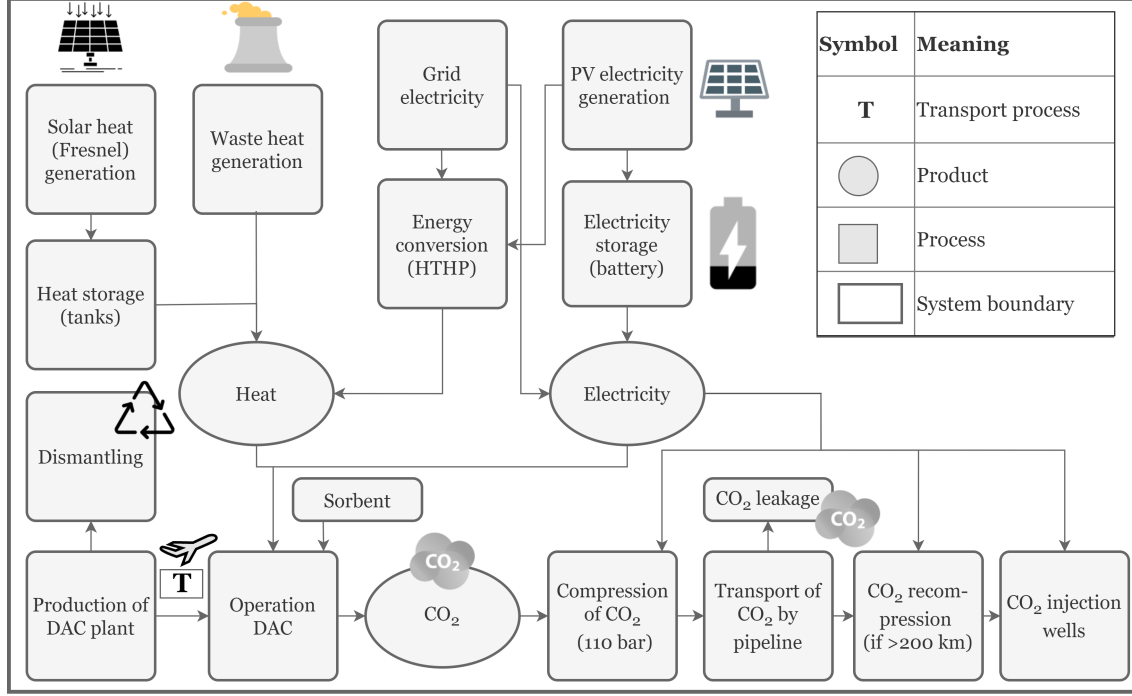 Solar heat
(Fresnel)
generation
Waste heat
generation
Grid
electricity
PV electricity
generation
Symbol Meaning
T Transport process
Product
Process
System boundary
Heat storage
(tanks)
Energy
conversion
(HTHP)
Electricity
storage
(battery)
Heat
Electricity
Dismantling
Sorbent
CO₂ leakage
CO₂
Production of
DAC plant
T
Operation
DAC
CO₂
CO₂
Compression
of CO₂
(110 bar)
Transport of
CO₂ by
pipeline
CO₂ recom-
pression
(if >200 km)
CO₂ injection
wells